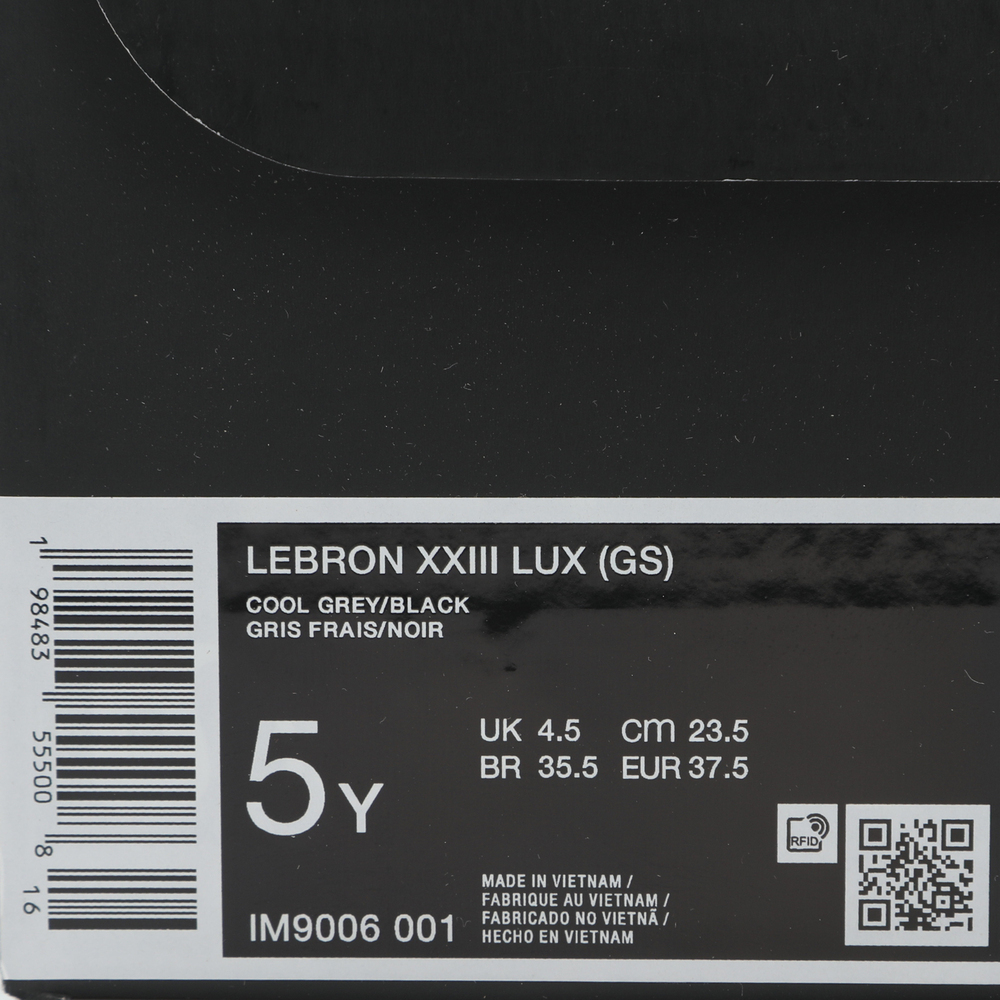 LEBRON XXIII LUX (GS)
COOL GREY/BLACK
GRIS FRAIS/NOIR
5Y
UK 4.5 cm 23.5
BR 35.5 EUR 37.5
RFID
MADE IN VIETNAM /
FABRIQUE AU VIETNAM /
FABRICADO NO VIETNÃ /
HECHO EN VIETNAM
IM9006 001
1 98483 55500 8 16